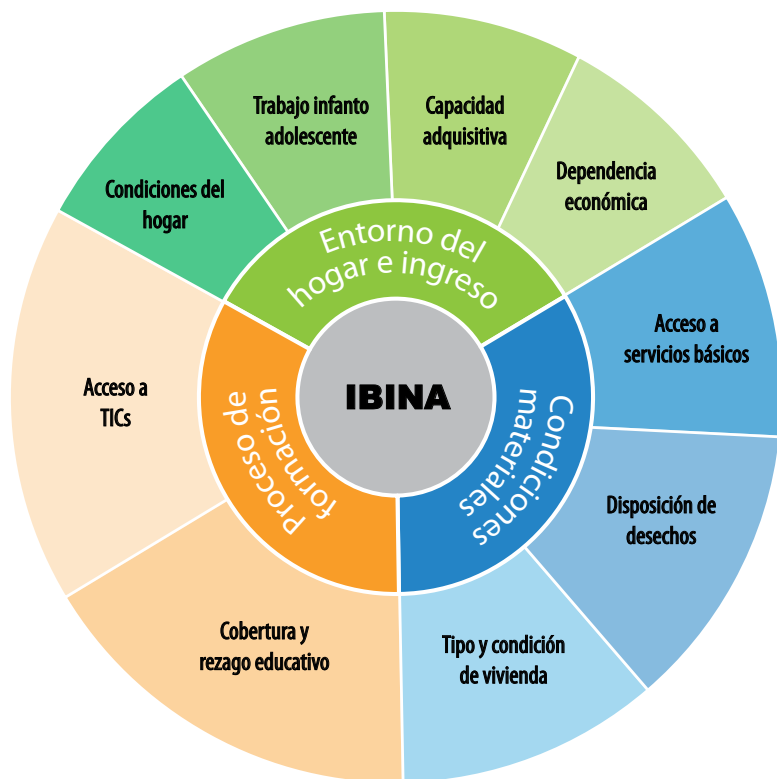 Trabajo infanto
adolescente
Capacidad
adquisitiva
Dependencia
económica
Condiciones del
hogar
Entorno del
hogar e ingreso
Acceso a
servicios básicos
Acceso a
TICs
IBINA
Condiciones
materiales
Proceso de
formación
Disposición de
desechos
Cobertura y
rezago educativo
Tipo y condición
de vivienda